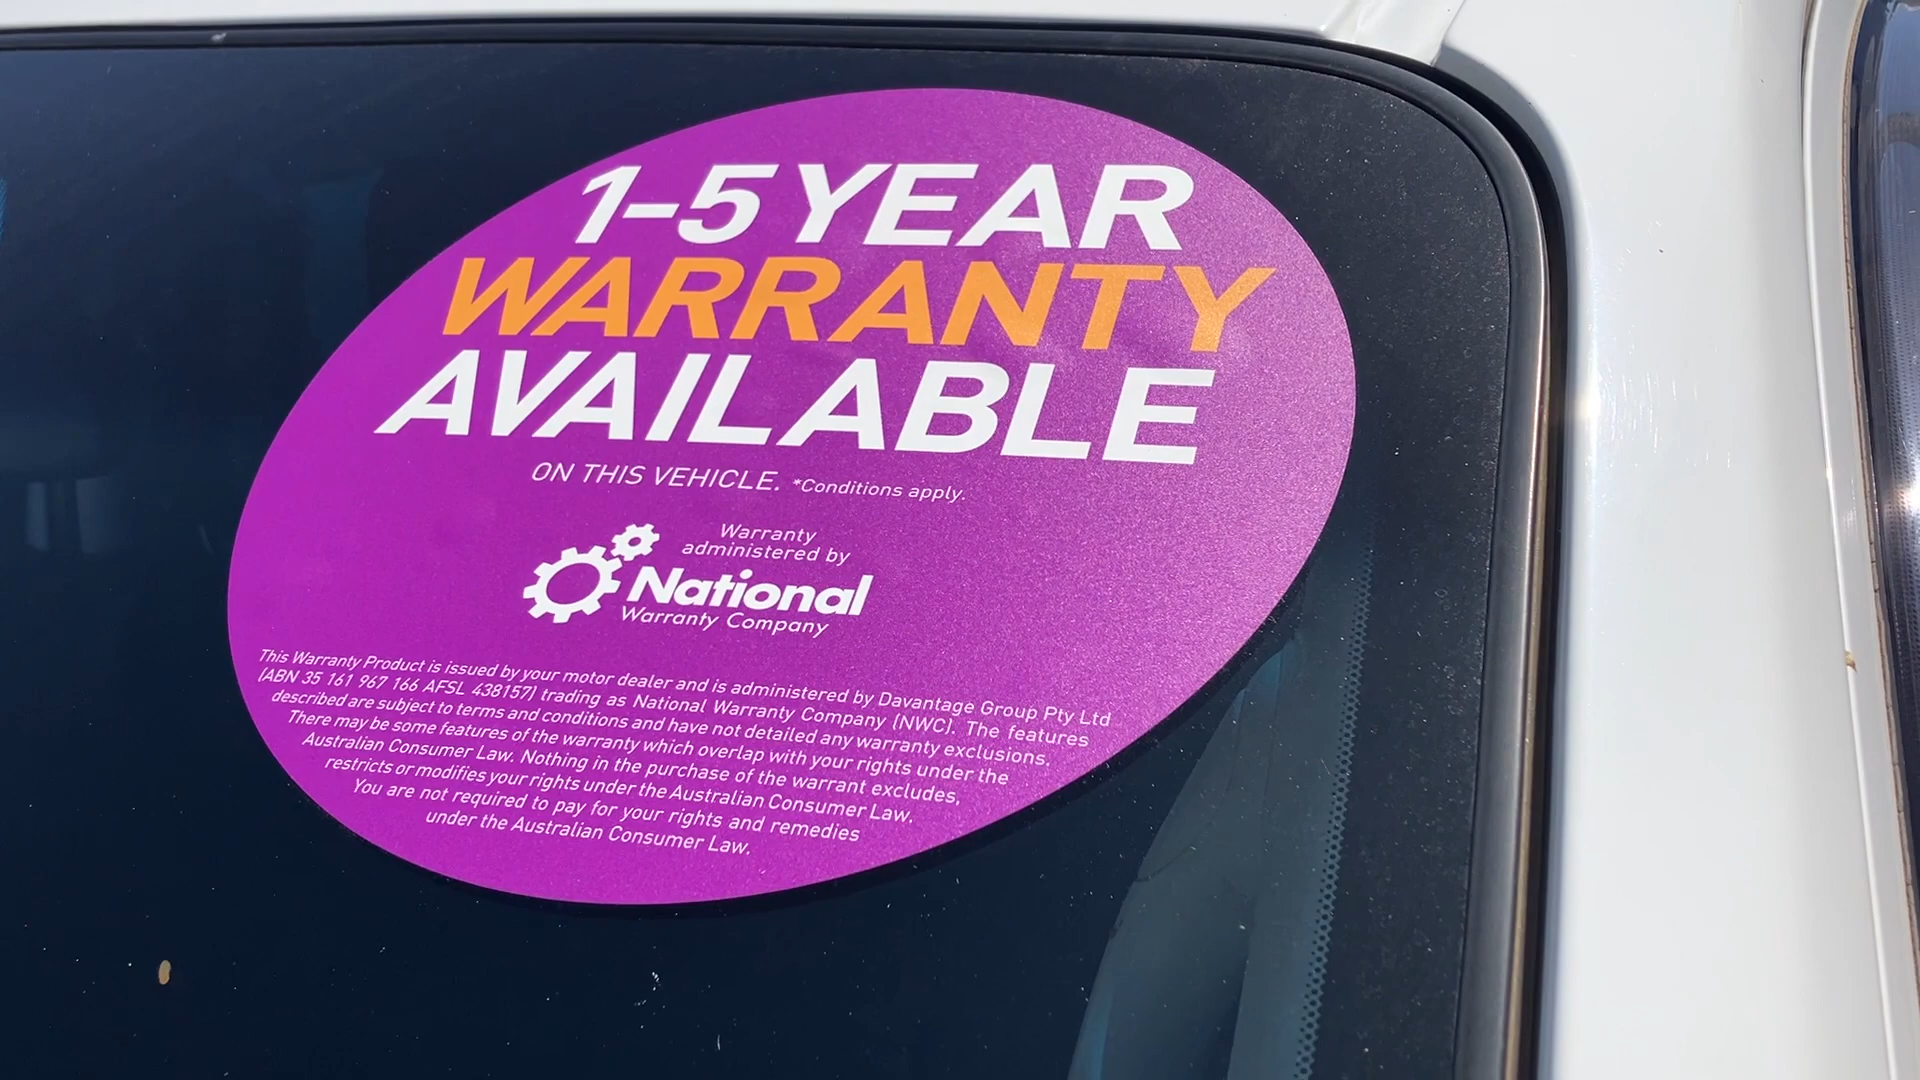 1-5 YEAR
WARRANTY
AVAILABLE
ON THIS VEHICLE. *Conditions apply.
Warranty
administered by
National
Warranty Company
This Warranty Product is issued by your motor dealer and is administered by Davantage Group Pty Ltd
(ABN 35 161 967 166 AFSL 438157) trading as National Warranty Company (NWC). The features
described are subject to terms and conditions and have not detailed any warranty exclusions.
There may be some features of the warranty which overlap with your rights under the
Australian Consumer Law. Nothing in the purchase of the warrant excludes,
restricts or modifies your rights under the Australian Consumer Law.
You are not required to pay for your rights and remedies
under the Australian Consumer Law.